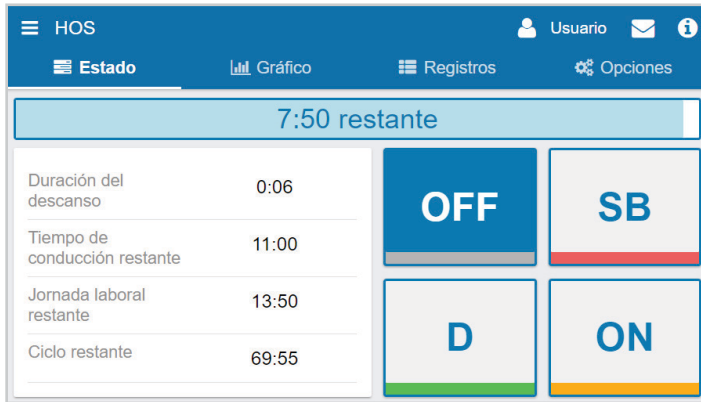 HOS Usuario
Estado Gráfico Registros Opciones
7:50 restante
Duración del
descanso
0:06
Tiempo de
conducción restante
11:00
Jornada laboral
restante
13:50
Ciclo restante
69:55
OFF SB
D ON